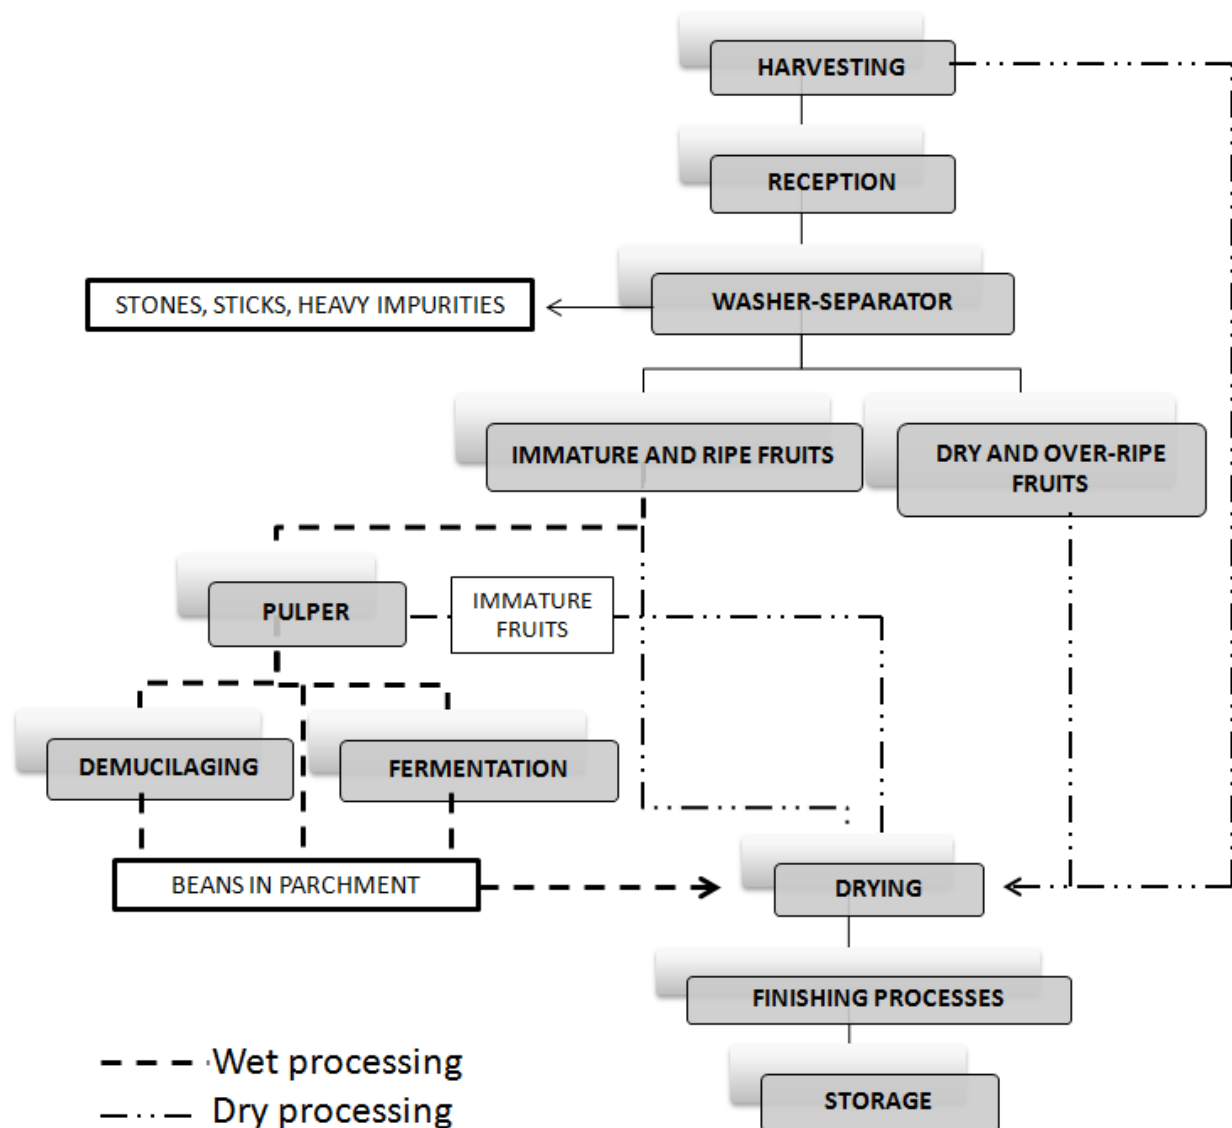 HARVESTING
RECEPTION
STONES, STICKS, HEAVY IMPURITIES
WASHER-SEPARATOR
IMMATURE AND RIPE FRUITS
DRY AND OVER-RIPE
FRUITS
PULPER
IMMATURE
FRUITS
DEMUCILAGING
FERMENTATION
BEANS IN PARCHMENT
DRYING
FINISHING PROCESSES
STORAGE
Wet processing
Dry processing